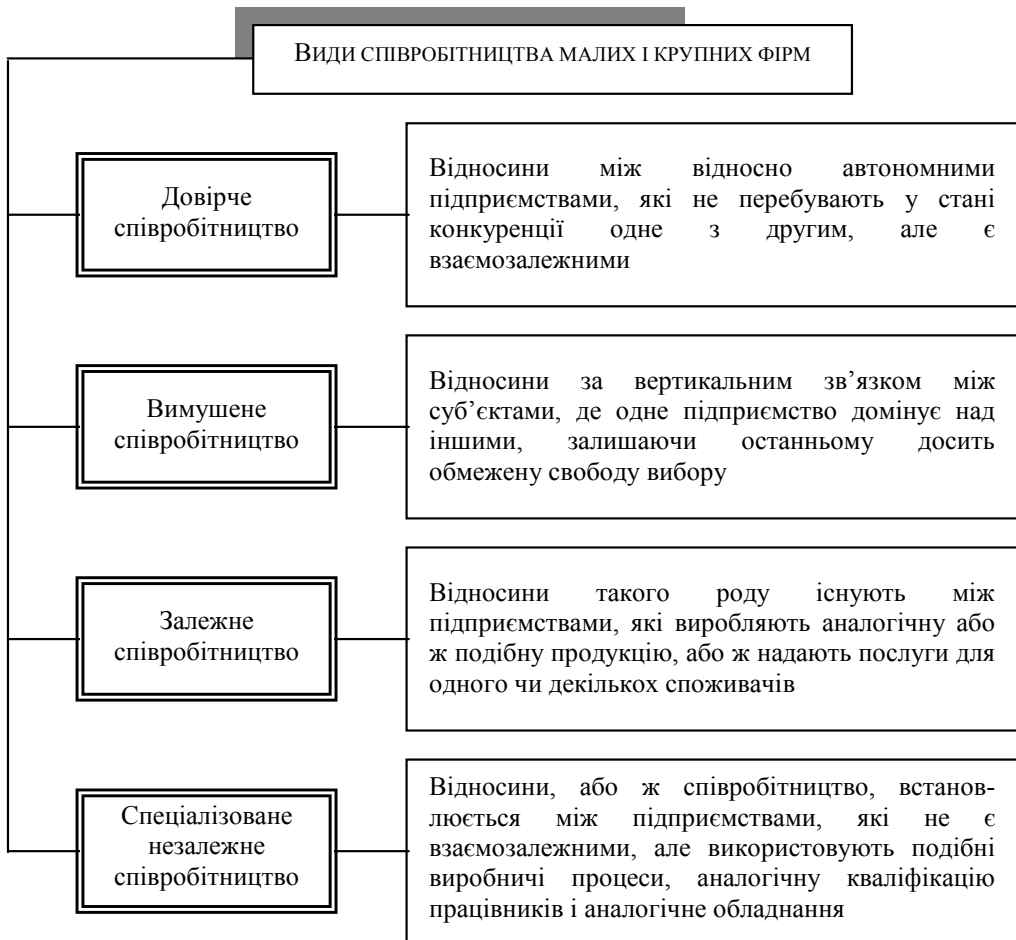 ВИДИ СПІВРОБІТНИЦТВА МАЛИХ І КРУПНИХ ФІРМ
Довірче
співробітництво
Відносини між відносно автономними
підприємствами, які не перебувають у стані
конкуренції одне з другим, але є
взаємозалежними
Вимушене
співробітництво
Відносини за вертикальним зв’язком між
суб’єктами, де одне підприємство домінує над
іншими, залишаючи останньому досить
обмежену свободу вибору
Залежне
співробітництво
Відносини такого роду існують між
підприємствами, які виробляють аналогічну або
ж подібну продукцію, або ж надають послуги для
одного чи декількох споживачів
Спеціалізоване
незалежне
співробітництво
Відносини, або ж співробітництво, встанов-
люється між підприємствами, які не є
взаємозалежними, але використовують подібні
виробничі процеси, аналогічну кваліфікацію
працівників і аналогічне обладнання